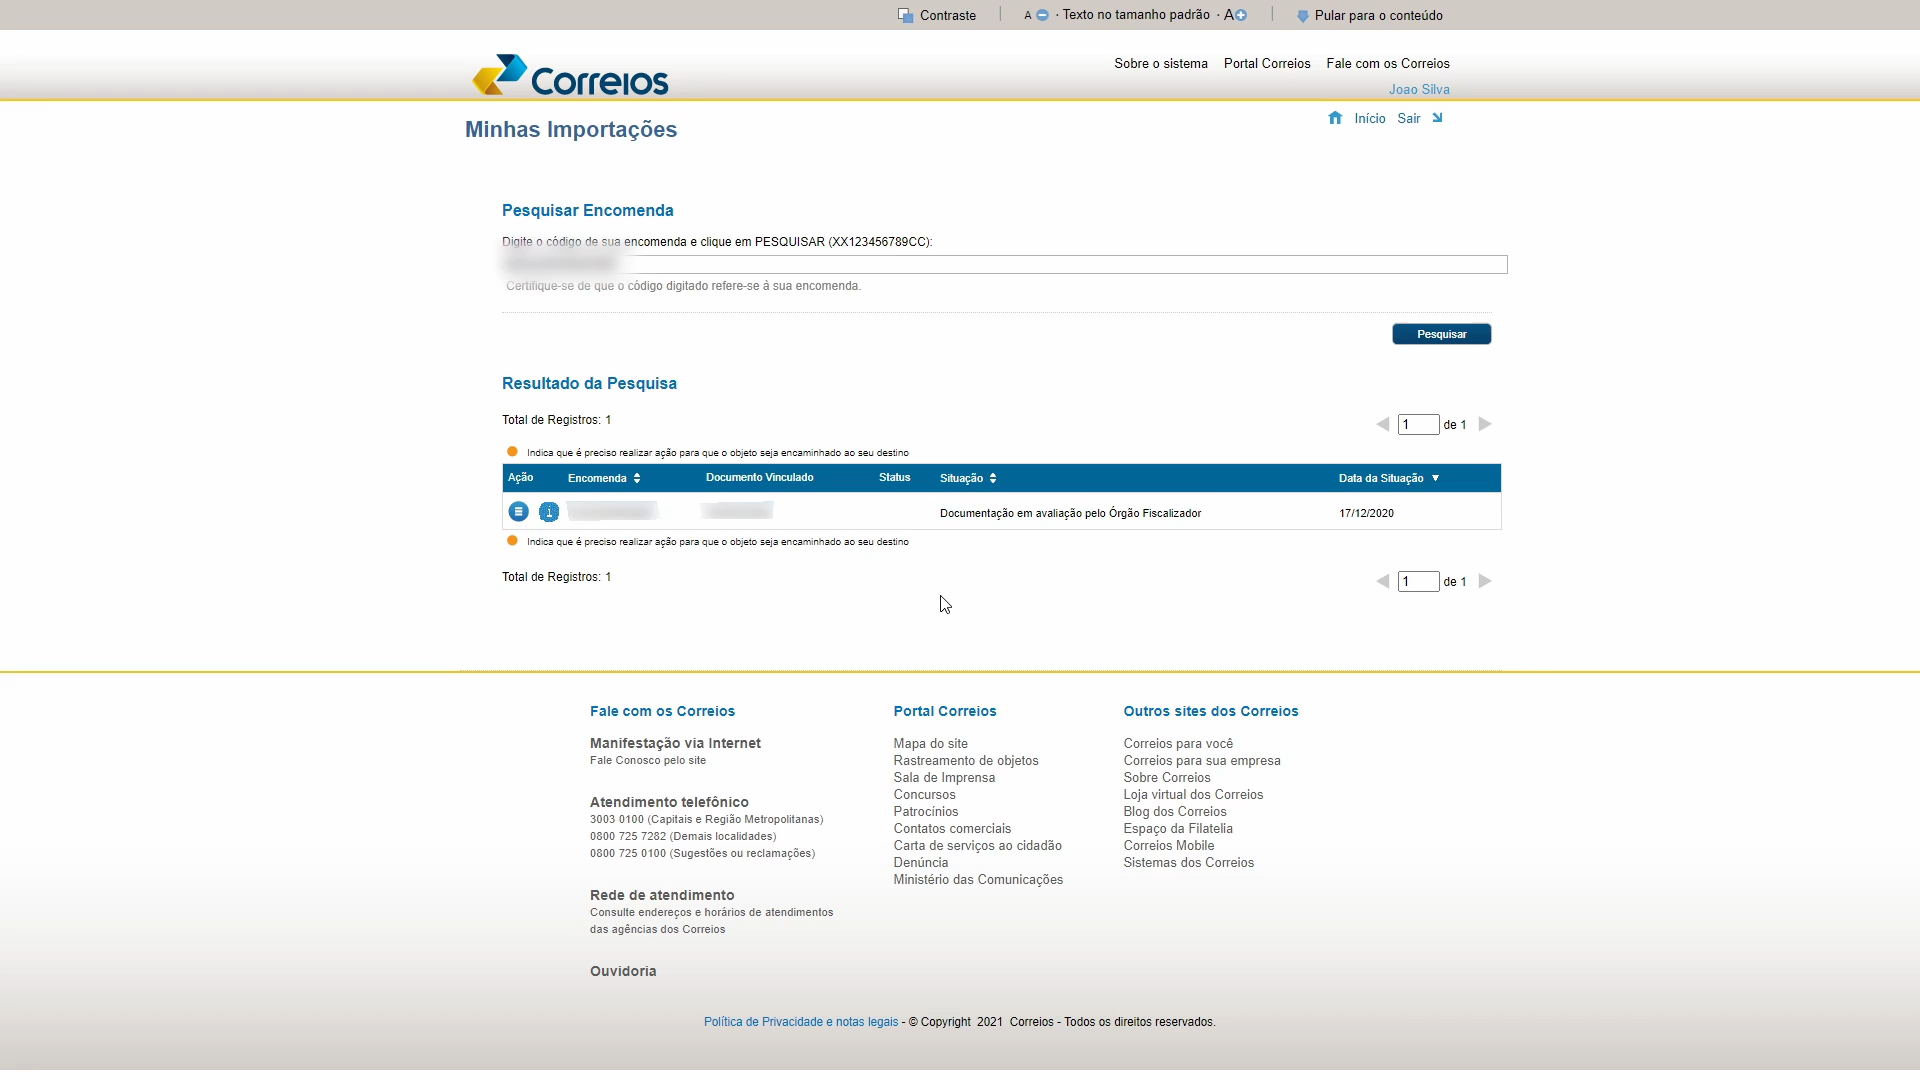 Contraste
A · Texto no tamanho padrão · A
Pular para o conteúdo
Correios
Sobre o sistema Portal Correios Fale com os Correios
Joao Silva
Minhas Importações
Início Sair
Pesquisar Encomenda
Digite o código de sua encomenda e clique em PESQUISAR (XX123456789CC):
Certifique-se de que o código digitado refere-se à sua encomenda.
Pesquisar
Resultado da Pesquisa
Total de Registros: 1
1 de 1
Indica que é preciso realizar ação para que o objeto seja encaminhado ao seu destino
Ação Encomenda Documento Vinculado Status Situação Data da Situação
Documentação em avaliação pelo Órgão Fiscalizador 17/12/2020
Indica que é preciso realizar ação para que o objeto seja encaminhado ao seu destino
Total de Registros: 1
1 de 1
Fale com os Correios
Manifestação via Internet
Fale Conosco pelo site
Atendimento telefônico
3003 0100 (Capitais e Região Metropolitanas)
0800 725 7282 (Demais localidades)
0800 725 0100 (Sugestões ou reclamações)
Rede de atendimento
Consulte endereços e horários de atendimentos
das agências dos Correios
Ouvidoria
Portal Correios
Mapa do site
Rastreamento de objetos
Sala de Imprensa
Concursos
Patrocínios
Contatos comerciais
Carta de serviços ao cidadão
Denúncia
Ministério das Comunicações
Outros sites dos Correios
Correios para você
Correios para sua empresa
Sobre Correios
Loja virtual dos Correios
Blog dos Correios
Espaço da Filatelia
Correios Mobile
Sistemas dos Correios
Política de Privacidade e notas legais - © Copyright 2021 Correios - Todos os direitos reservados.